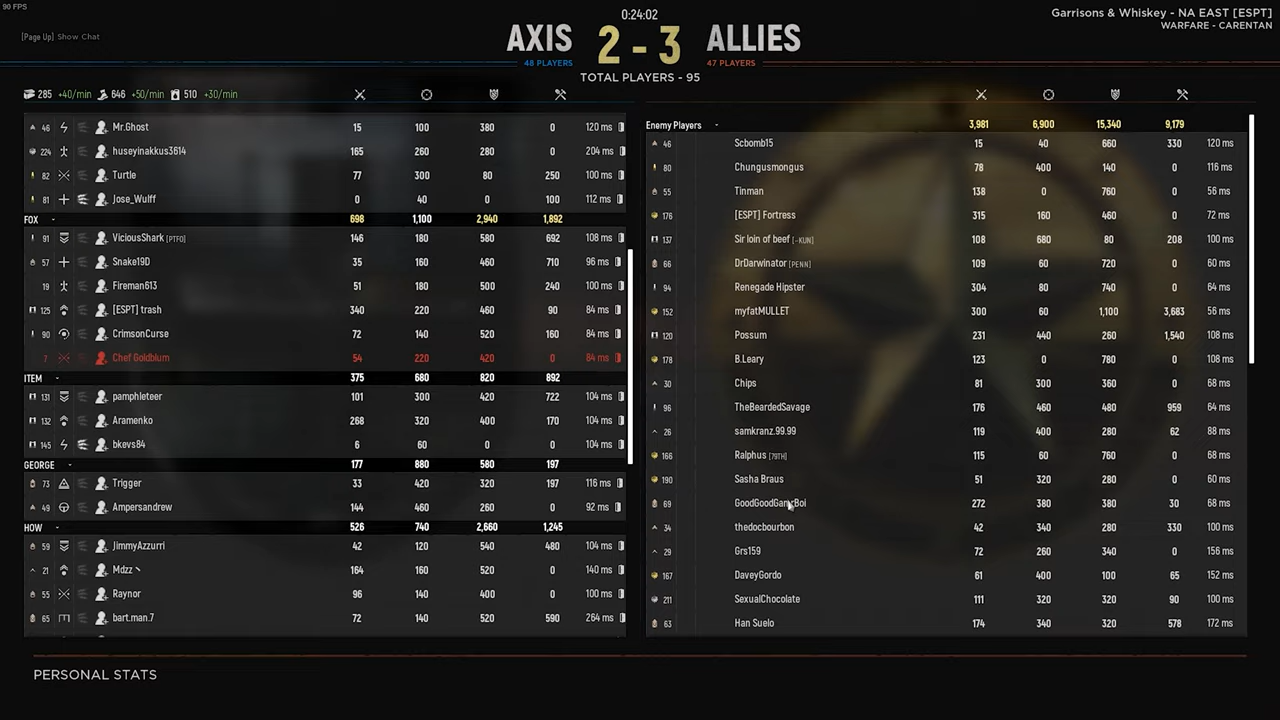 90 FPS
[Page Up] Show Chat
0:24:02
Garrisons & Whiskey - NA EAST [ESPT]
WARFARE - CARENTAN
AXIS 2 - 3 ALLIES
48 PLAYERS 47 PLAYERS
TOTAL PLAYERS - 95
285 +40/min 646 +50/min 510 +30/min
46 Mr.Ghost 15 100 380 0 120 ms
224 huseyinakkus3614 165 260 280 0 204 ms
82 Turtle 77 300 80 250 100 ms
81 Jose_Wulff 0 40 0 100 112 ms
FOX - 698 1,100 2,940 1,892
91 ViciousShark [PTFO] 146 180 580 692 108 ms
57 Snake19D 35 160 460 710 96 ms
19 Fireman613 51 180 500 240 100 ms
125 [ESPT] trash 340 220 460 90 84 ms
90 CrimsonCurse 72 140 520 160 84 ms
7 Chef Goldblum 54 220 420 0 84 ms
ITEM - 375 680 820 892
131 pamphleteer 101 300 420 722 104 ms
132 Aramenko 268 320 400 170 104 ms
145 bkevs84 6 60 0 0 104 ms
GEORGE - 177 880 580 197
73 Trigger 33 420 320 197 116 ms
49 Ampersandrew 144 460 260 0 92 ms
HOW - 526 740 2,660 1,245
59 JimmyAzzurri 42 120 540 480 104 ms
21 Mdzz丶 164 160 520 0 140 ms
55 Raynor 96 140 400 0 100 ms
65 bart.man.7 72 140 520 590 264 ms
Enemy Players - 3,981 6,900 15,340 9,179
46 Scbomb15 15 40 660 330 120 ms
80 Chungusmongus 78 400 140 0 116 ms
55 Tinman 138 0 760 0 56 ms
176 [ESPT] Fortress 315 160 460 0 72 ms
137 Sir loin of beef [-KUN] 108 680 80 208 100 ms
66 DrDarwinator [PENN] 109 60 720 0 60 ms
94 Renegade Hipster 304 80 740 0 64 ms
152 myfatMULLET 300 60 1,100 3,683 56 ms
120 Possum 231 440 260 1,540 108 ms
178 B.Leary 123 0 780 0 108 ms
30 Chips 81 300 360 0 68 ms
96 TheBeardedSavage 176 460 480 959 64 ms
26 samkranz.99.99 119 400 280 62 88 ms
166 Ralphus [79TH] 115 60 760 0 68 ms
190 Sasha Braus 51 320 280 0 60 ms
69 272 380 380 30 68 ms
34 thedocbourbon 42 340 280 330 100 ms
29 Grs159 72 260 340 0 156 ms
167 DaveyGordo 61 400 100 65 152 ms
211 SexualChocolate 111 320 320 90 100 ms
63 Han Suelo 174 340 320 578 172 ms
PERSONAL STATS